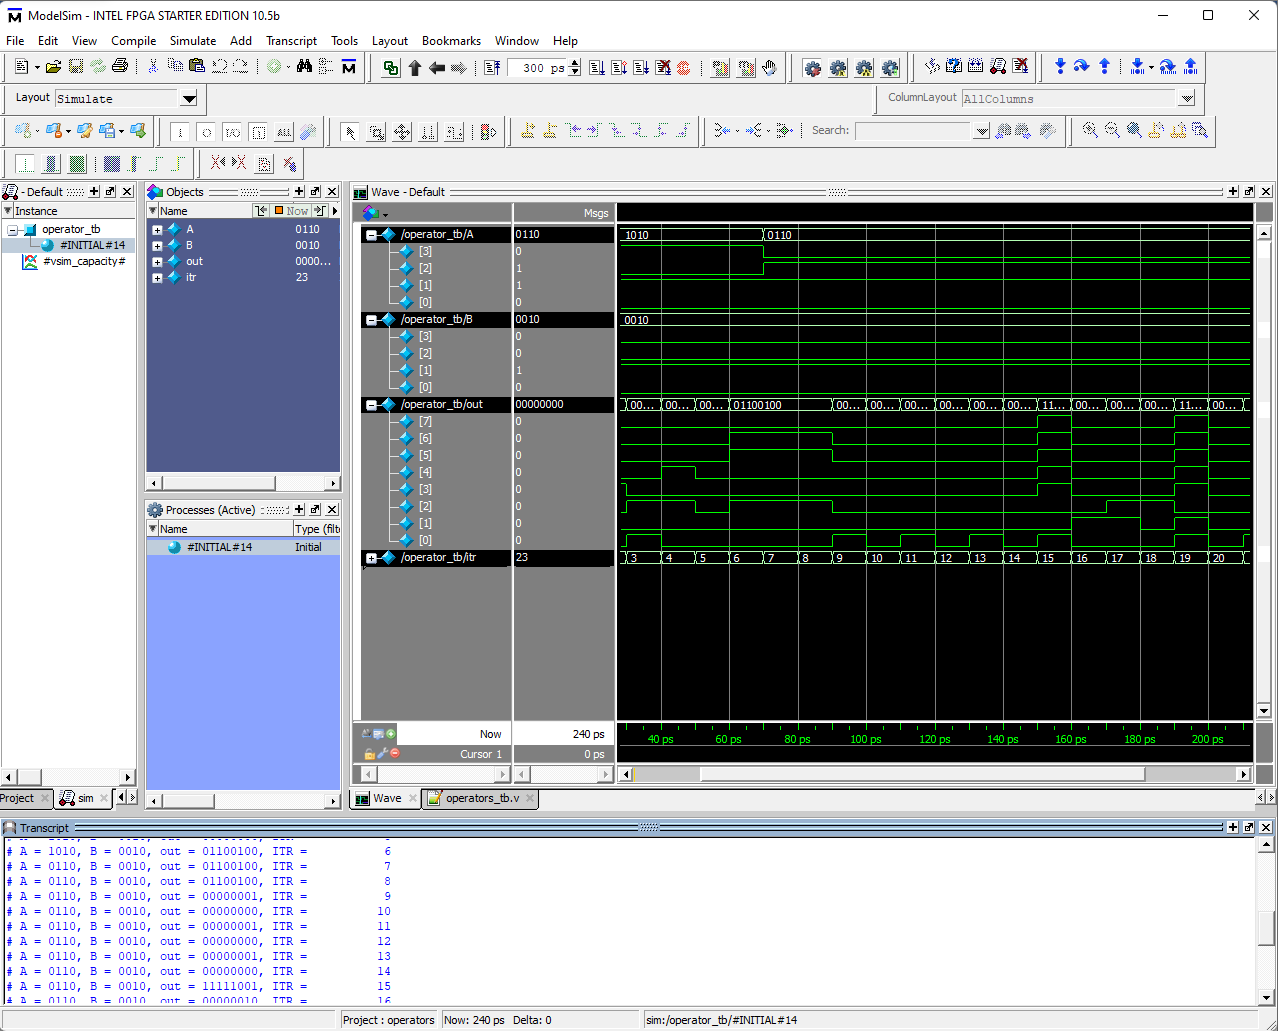 ModelSim - INTEL FPGA STARTER EDITION 10.5b
File Edit View Compile Simulate Add Transcript Tools Layout Bookmarks Window Help
300 ps
Layout Simulate
ColumnLayout AllColumns
Search:
- Default
Instance
operator_tb
#INITIAL#14
#vsim_capacity#
Objects
Name Now
A 0110
B 0010
out 0000...
itr 23
Processes (Active)
Name Type (filte
#INITIAL#14 Initial
Wave - Default
Msgs
/operator_tb/A 0110 1010 0110
[3] 0
[2] 1
[1] 1
[0] 0
/operator_tb/B 0010 0010
[3] 0
[2] 0
[1] 1
[0] 0
/operator_tb/out 00000000 00... 00... 00... 01100100 00... 00... 00... 00... 00... 00... 11... 00... 00... 00... 11... 00...
[7] 0
[6] 0
[5] 0
[4] 0
[3] 0
[2] 0
[1] 0
[0] 0
/operator_tb/itr 23 3 4 5 6 7 8 9 10 11 12 13 14 15 16 17 18 19 20
Now 240 ps
40 ps 60 ps 80 ps 100 ps 120 ps 140 ps 160 ps 180 ps 200 ps
Cursor 1 0 ps
Project sim
Wave operators_tb.v
Transcript
# A = 1010, B = 0010, out = 01100100, ITR = 6
# A = 0110, B = 0010, out = 01100100, ITR = 7
# A = 0110, B = 0010, out = 01100100, ITR = 8
# A = 0110, B = 0010, out = 00000001, ITR = 9
# A = 0110, B = 0010, out = 00000000, ITR = 10
# A = 0110, B = 0010, out = 00000001, ITR = 11
# A = 0110, B = 0010, out = 00000000, ITR = 12
# A = 0110, B = 0010, out = 00000001, ITR = 13
# A = 0110, B = 0010, out = 00000000, ITR = 14
# A = 0110, B = 0010, out = 11111001, ITR = 15
# A = 0110, B = 0010, out = 00000010, ITR = 16
Project : operators Now: 240 ps Delta: 0 sim:/operator_tb/#INITIAL#14